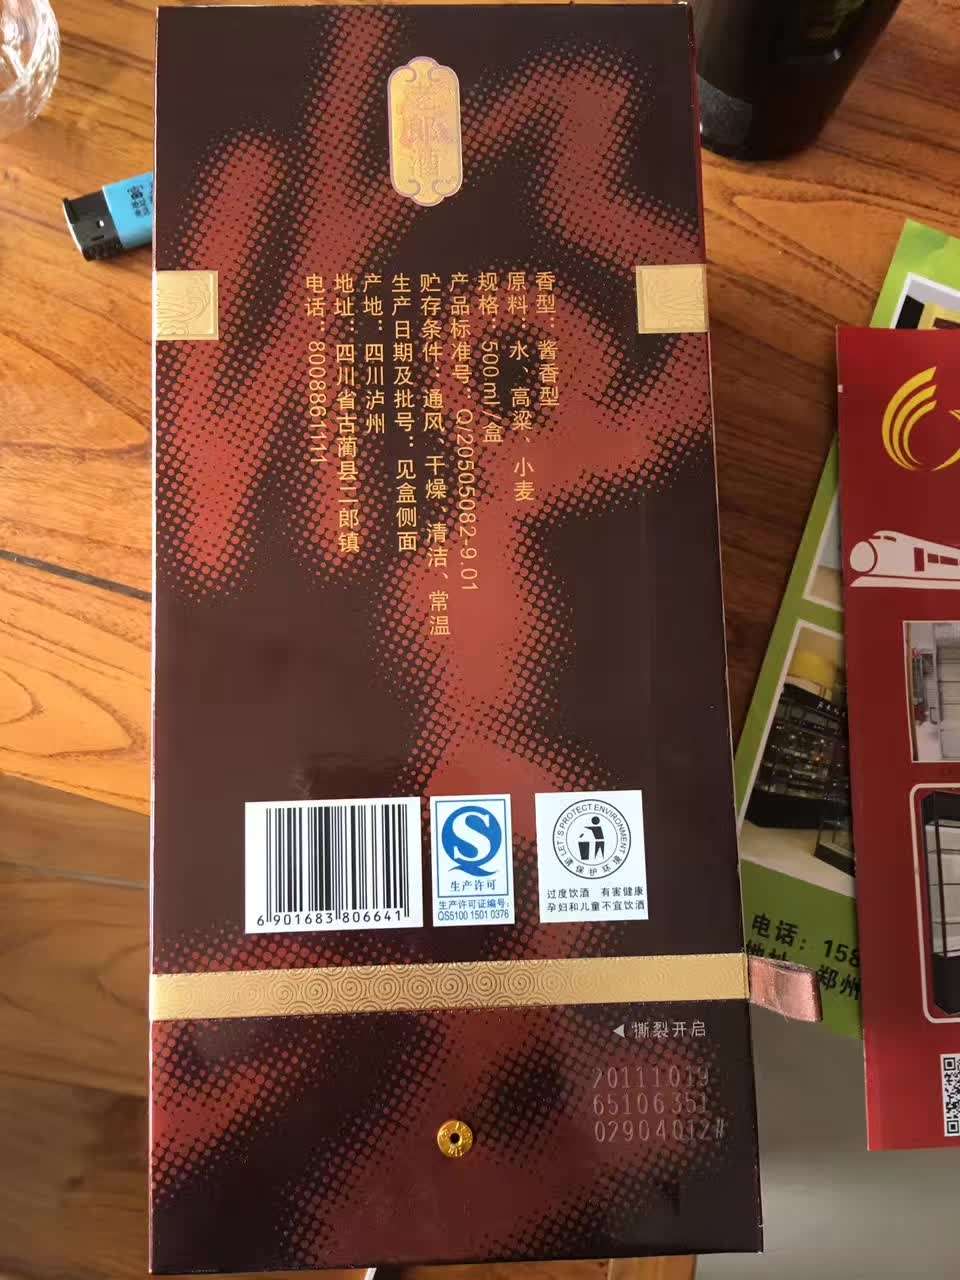 老郎酒
香型：酱香型
原料：水、高粱、小麦
规格：500ml/盒
产品标准号：Q/20505082-9.01
贮存条件：通风、干燥、清洁、常温
生产日期及批号：见盒侧面
产地：四川泸州
地址：四川省古蔺县二郎镇
电话：8008861111
6 901683 806641
生产许可
生产许可证编号：
QS5100 1501 0376
LET'S PROTECT ENVIRONMENT
请保护环境
过度饮酒 有害健康
孕妇和儿童不宜饮酒
◀ 撕裂开启
20111019
65106351
02904012#
富
电话：158
地址：郑州